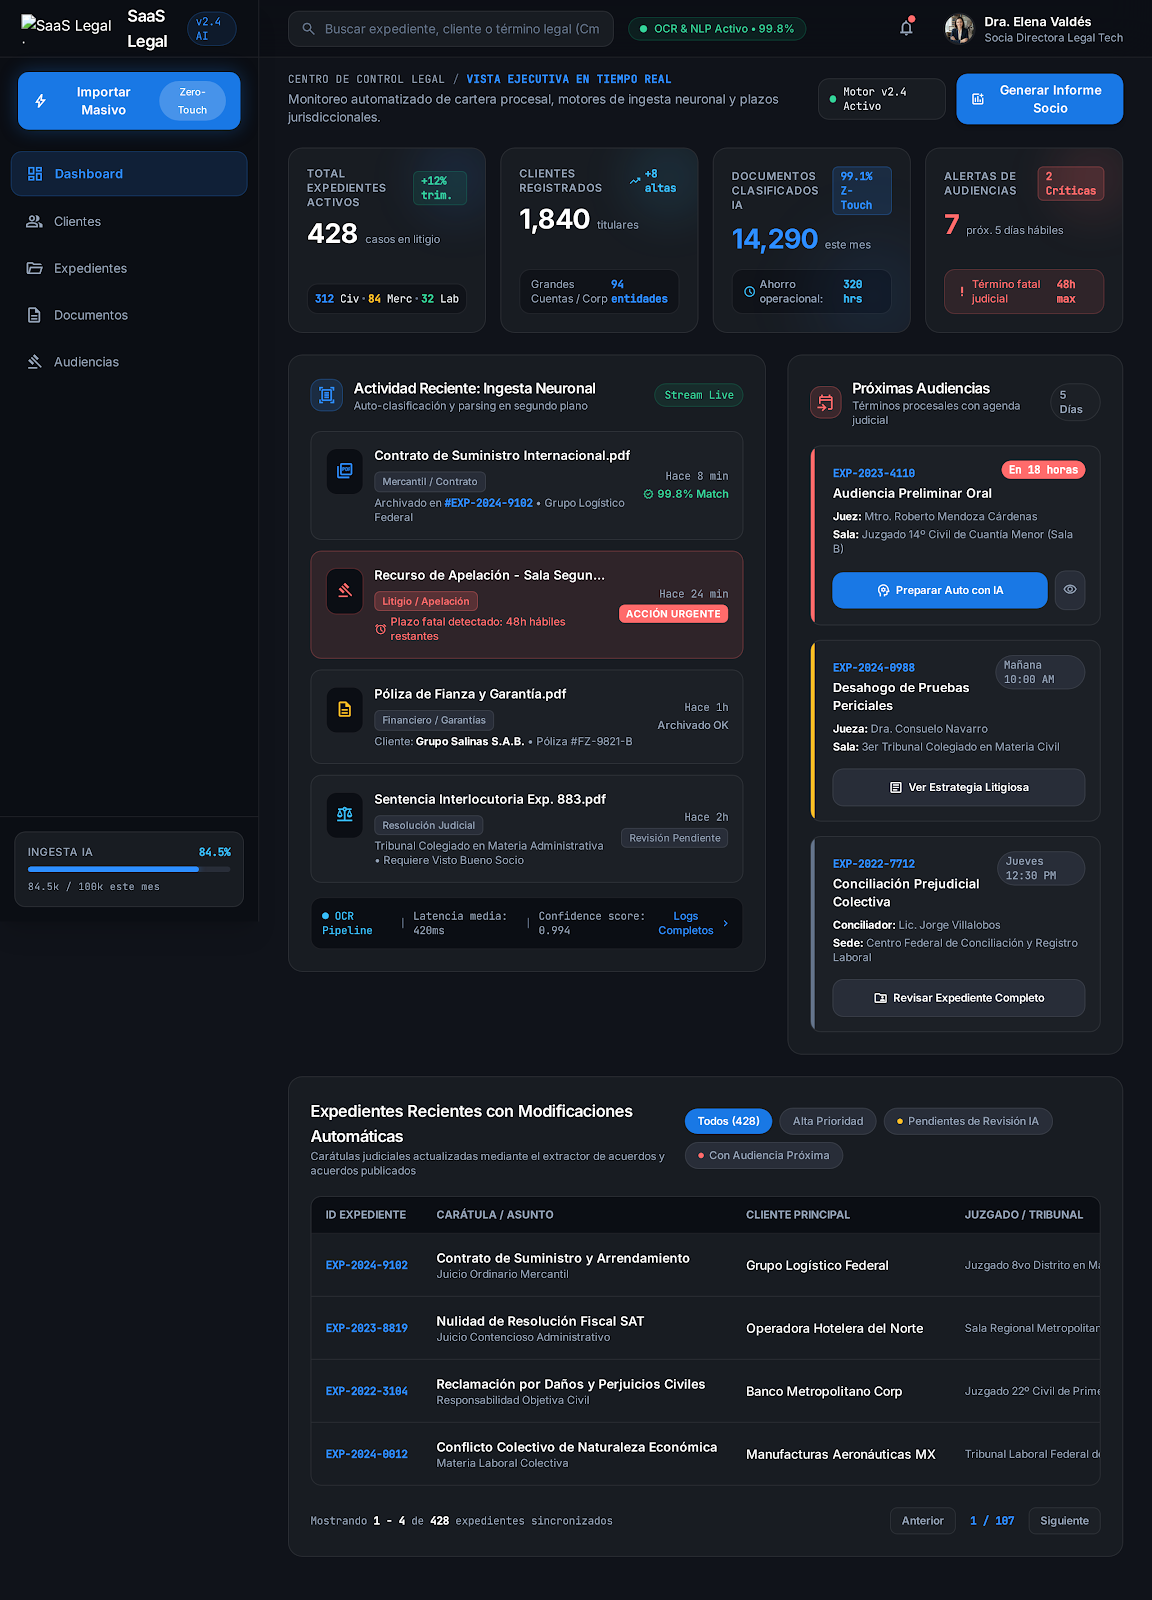 SaaS Legal
.
SaaS
Legal
v2.4
AI
Buscar expediente, cliente o término legal (Cm
OCR & NLP Activo • 99.8%
Dra. Elena Valdés
Socia Directora Legal Tech
Importar
Masivo
Zero-
Touch
Dashboard
Clientes
Expedientes
Documentos
Audiencias
INGESTA IA
84.5%
84.5k / 100k este mes
CENTRO DE CONTROL LEGAL / VISTA EJECUTIVA EN TIEMPO REAL
Monitoreo automatizado de cartera procesal, motores de ingesta neuronal y plazos
jurisdiccionales.
Motor v2.4
Activo
Generar Informe
Socio
TOTAL
EXPEDIENTES
ACTIVOS
+12%
trim.
428 casos en litigio
312 Civ · 84 Merc · 32 Lab
CLIENTES
REGISTRADOS
+8
altas
1,840 titulares
Grandes
Cuentas / Corp
94
entidades
DOCUMENTOS
CLASIFICADOS
IA
99.1%
Z-
Touch
14,290 este mes
Ahorro
operacional:
320
hrs
ALERTAS DE
AUDIENCIAS
2
Críticas
7 próx. 5 días hábiles
Término fatal
judicial
48h
max
Actividad Reciente: Ingesta Neuronal
Auto-clasificación y parsing en segundo plano
Stream Live
Contrato de Suministro Internacional.pdf
Mercantil / Contrato
Archivado en #EXP-2024-9102 • Grupo Logístico
Federal
Hace 8 min
99.8% Match
Recurso de Apelación - Sala Segun...
Litigio / Apelación
Plazo fatal detectado: 48h hábiles
restantes
Hace 24 min
ACCIÓN URGENTE
Póliza de Fianza y Garantía.pdf
Financiero / Garantías
Cliente: Grupo Salinas S.A.B. • Póliza #FZ-9821-B
Hace 1h
Archivado OK
Sentencia Interlocutoria Exp. 883.pdf
Resolución Judicial
Tribunal Colegiado en Materia Administrativa
• Requiere Visto Bueno Socio
Hace 2h
Revisión Pendiente
OCR
Pipeline
|
Latencia media:
420ms
|
Confidence score:
0.994
Logs
Completos
Próximas Audiencias
Términos procesales con agenda
judicial
5
Días
EXP-2023-4110
En 18 horas
Audiencia Preliminar Oral
Juez: Mtro. Roberto Mendoza Cárdenas
Sala: Juzgado 14º Civil de Cuantía Menor (Sala
B)
Preparar Auto con IA
EXP-2024-0988
Mañana
10:00 AM
Desahogo de Pruebas
Periciales
Jueza: Dra. Consuelo Navarro
Sala: 3er Tribunal Colegiado en Materia Civil
Ver Estrategia Litigiosa
EXP-2022-7712
Jueves
12:30 PM
Conciliación Prejudicial
Colectiva
Conciliador: Lic. Jorge Villalobos
Sede: Centro Federal de Conciliación y Registro
Laboral
Revisar Expediente Completo
Expedientes Recientes con Modificaciones
Automáticas
Carátulas judiciales actualizadas mediante el extractor de acuerdos y
acuerdos publicados
Todos (428)
Alta Prioridad
Pendientes de Revisión IA
Con Audiencia Próxima
ID EXPEDIENTE
CARÁTULA / ASUNTO
CLIENTE PRINCIPAL
JUZGADO / TRIBUNAL
EXP-2024-9102
Contrato de Suministro y Arrendamiento
Juicio Ordinario Mercantil
Grupo Logístico Federal
Juzgado 8vo Distrito en Ma
EXP-2023-8819
Nulidad de Resolución Fiscal SAT
Juicio Contencioso Administrativo
Operadora Hotelera del Norte
Sala Regional Metropolitan
EXP-2022-3104
Reclamación por Daños y Perjuicios Civiles
Responsabilidad Objetiva Civil
Banco Metropolitano Corp
Juzgado 22º Civil de Prime
EXP-2024-0012
Conflicto Colectivo de Naturaleza Económica
Materia Laboral Colectiva
Manufacturas Aeronáuticas MX
Tribunal Laboral Federal de
Mostrando 1 - 4 de 428 expedientes sincronizados
Anterior
1 / 107
Siguiente